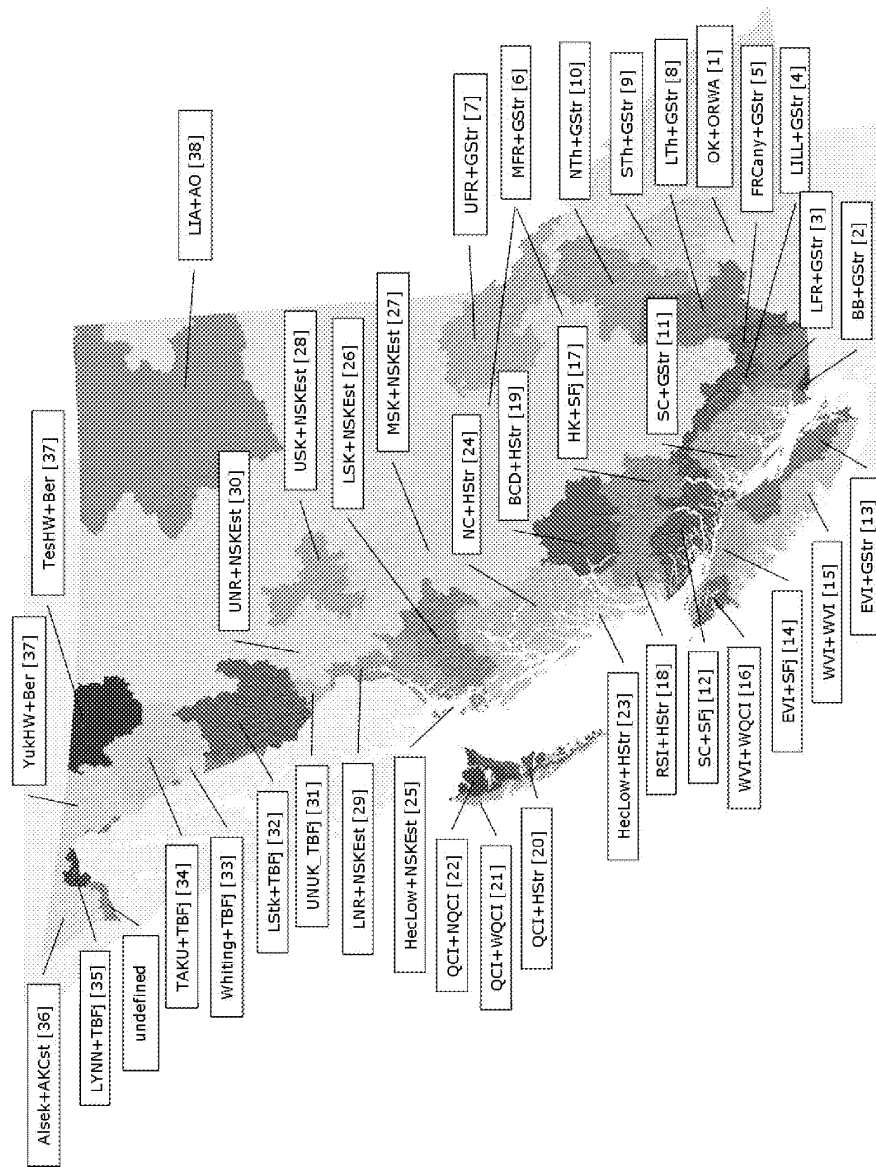 Alsek+AKCst [36]
LYNN+TBFj [35]
undefined
TAKU+TBFj [34]
Whiting+TBFj [33]
LStk+TBFj [32]
UNUK_TBFj [31]
LNR+NSKEst [29]
HecLow+NSKEst [25]
QCI+NQCI [22]
QCI+WQCI [21]
QCI+HStr [20]
HecLow+HStr [23]
RSI+HStr [18]
SC+SFj [12]
WVI+WQCI [16]
EVI+SFj [14]
WVI+WVI [15]
EVI+GStr [13]
YukHW+Ber [37]
TesHW+Ber [37]
UNR+NSKEst [30]
USK+NSKEst [28]
LSK+NSKEst [26]
MSK+NSKEst [27]
NC+HStr [24]
BCD+HStr [19]
HK+SFj [17]
SC+GStr [11]
LIA+AO [38]
UFR+GStr [7]
MFR+GStr [6]
NTh+GStr [10]
STh+GStr [9]
LTh+GStr [8]
OK+ORWA [1]
FRCany+GStr [5]
LILL+GStr [4]
LFR+GStr [3]
BB+GStr [2]